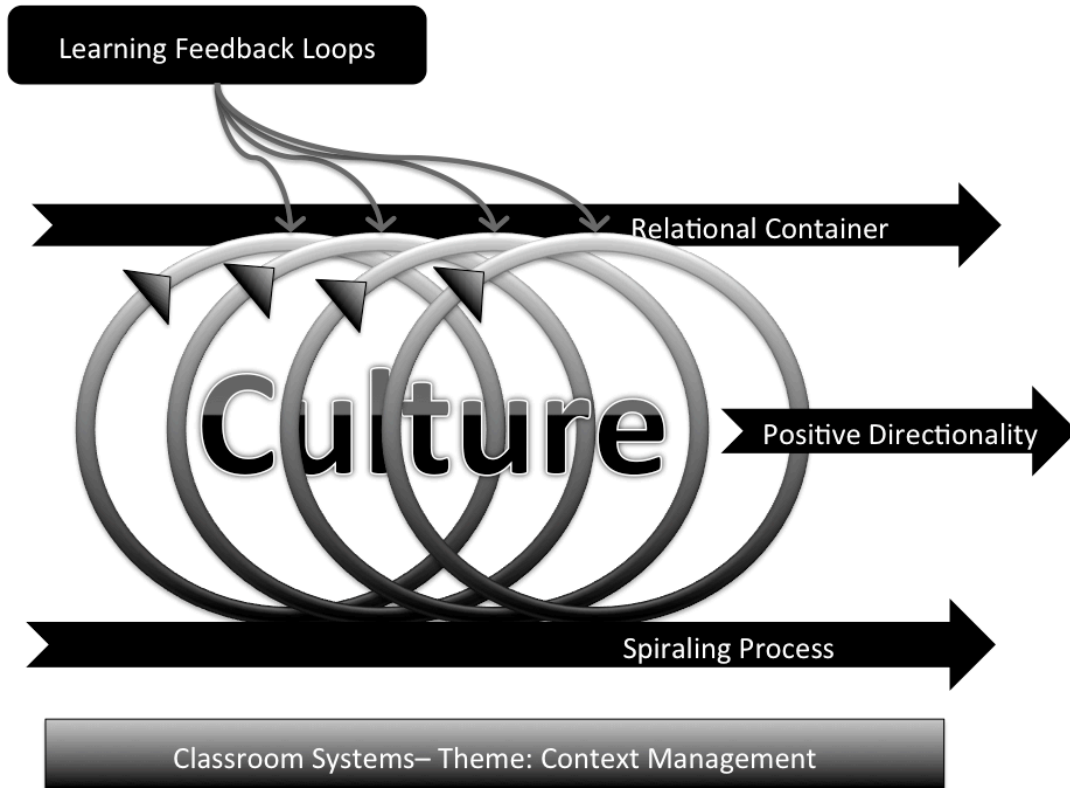 Learning Feedback Loops
Relational Container
Culture
Positive Directionality
Spiraling Process
Classroom Systems– Theme: Context Management